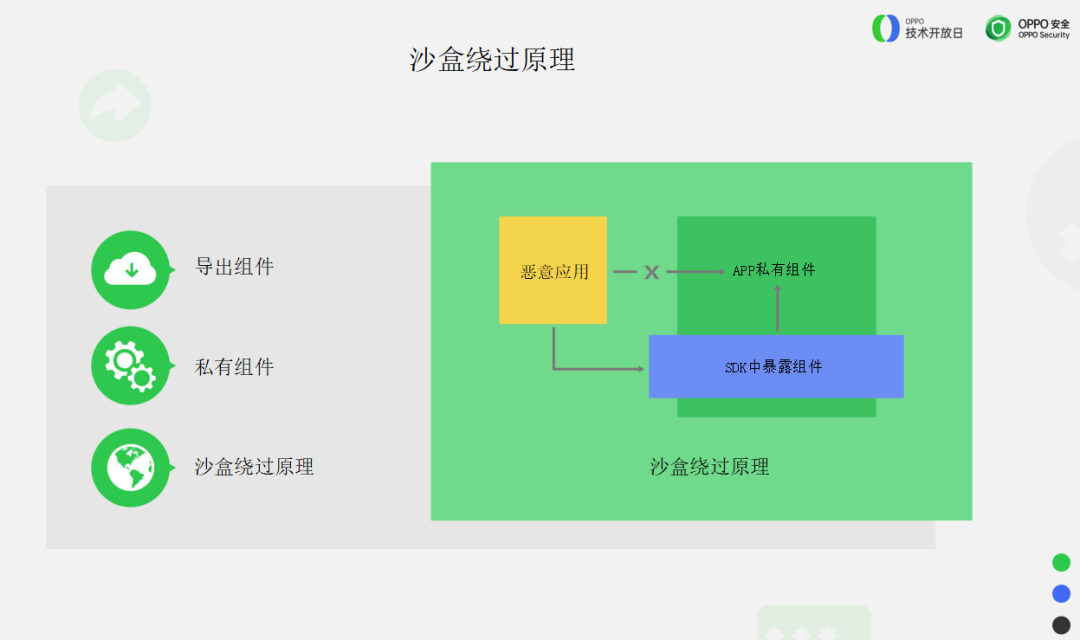 OPPO
技术开放日
OPPO 安全
OPPO Security
沙盒绕过原理
导出组件
私有组件
沙盒绕过原理
恶意应用
X
APP私有组件
SDK中暴露组件
沙盒绕过原理